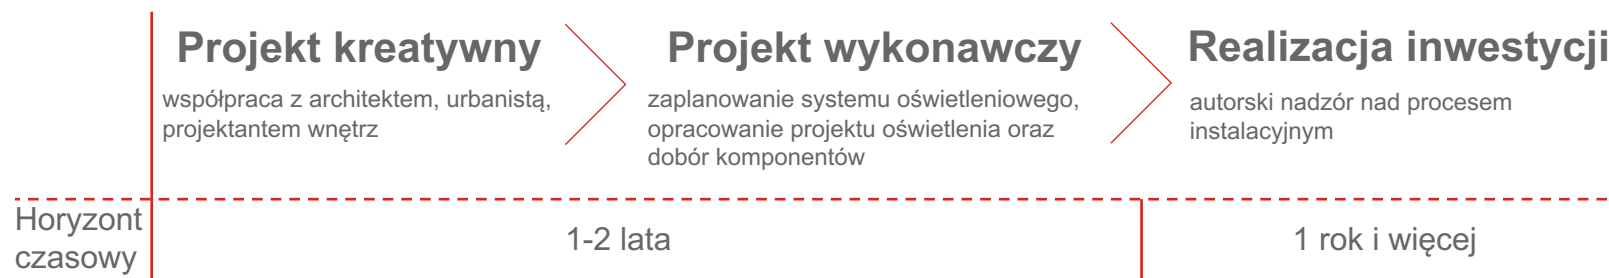 Projekt kreatywny
współpraca z architektem, urbanistą,
projektantem wnętrz
Projekt wykonawczy
zaplanowanie systemu oświetleniowego,
opracowanie projektu oświetlenia oraz
dobór komponentów
Realizacja inwestycji
autorski nadzór nad procesem
instalacyjnym
Horyzont
czasowy
1-2 lata
1 rok i więcej